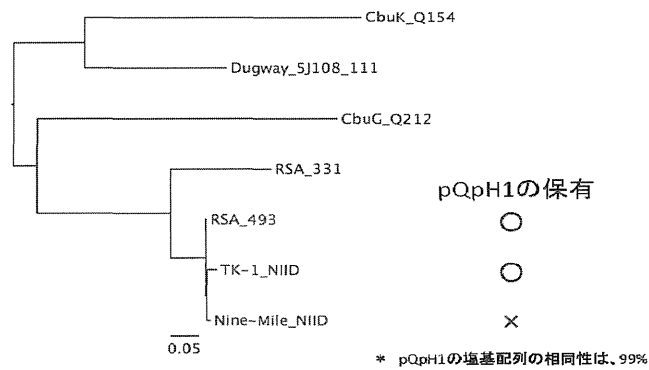 CbuK_Q154
Dugway_5J108_111
CbuG_Q212
RSA_331
pQpH1の保有
RSA_493 ○
TK-1_NIID ○
Nine-Mile_NIID ×
0.05
* pQpH1の塩基配列の相同性は、99%